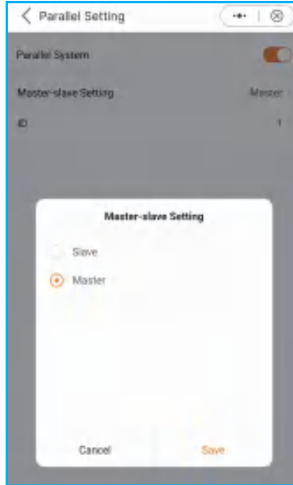 Parallel Setting
Parallel System
Master-slave Setting Master
ID 1
Master-slave Setting
Slave
Master
Cancel Save